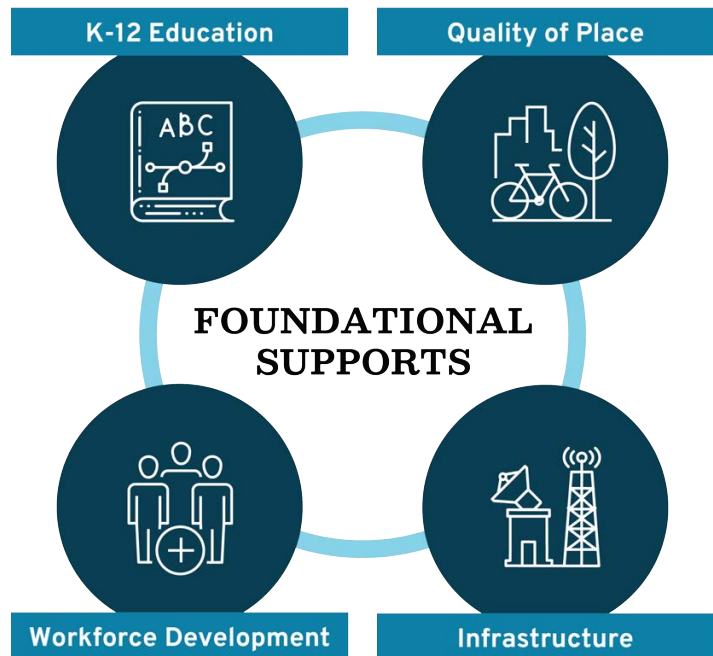 K-12 Education
Quality of Place
ABC
FOUNDATIONAL
SUPPORTS
Workforce Development
Infrastructure